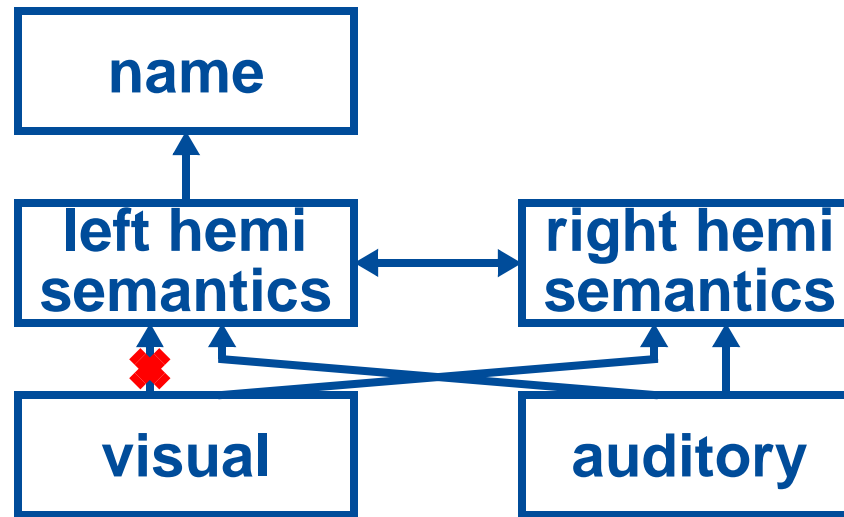 name
left hemi
semantics
right hemi
semantics
visual
auditory